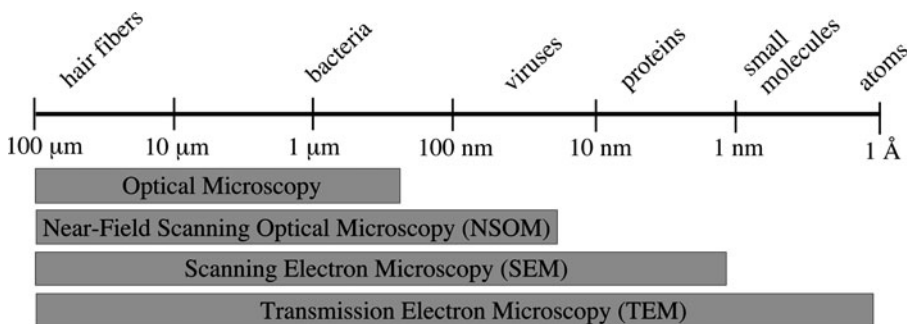 hair fibers
bacteria
viruses
proteins
small
molecules
atoms
100 μm
10 μm
1 μm
100 nm
10 nm
1 nm
1 Å
Optical Microscopy
Near-Field Scanning Optical Microscopy (NSOM)
Scanning Electron Microscopy (SEM)
Transmission Electron Microscopy (TEM)